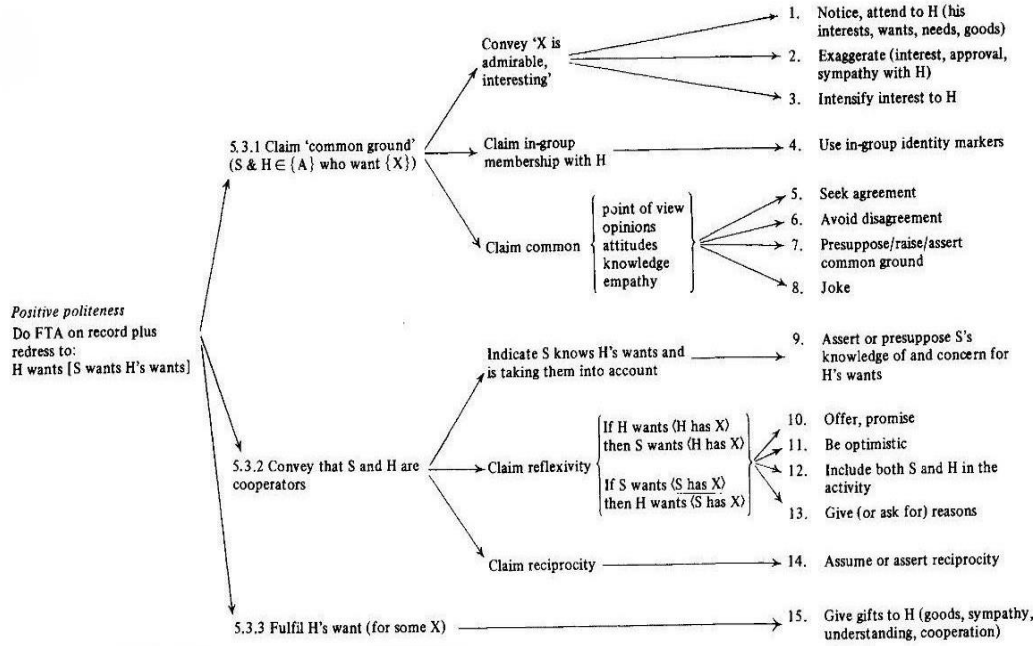 Positive politeness
Do FTA on record plus
redress to:
H wants [S wants H's wants]
5.3.1 Claim 'common ground'
(S & H ∈ {A} who want {X})
Convey 'X is
admirable,
interesting'
1. Notice, attend to H (his
interests, wants, needs, goods)
2. Exaggerate (interest, approval,
sympathy with H)
3. Intensify interest to H
Claim in-group
membership with H
4. Use in-group identity markers
Claim common
point of view
opinions
attitudes
knowledge
empathy
5. Seek agreement
6. Avoid disagreement
7. Presuppose/raise/assert
common ground
8. Joke
5.3.2 Convey that S and H are
cooperators
Indicate S knows H's wants and
is taking them into account
9. Assert or presuppose S's
knowledge of and concern for
H's wants
Claim reflexivity
If H wants ⟨H has X⟩
then S wants ⟨H has X⟩
If S wants ⟨S has X⟩
then H wants ⟨S has X⟩
10. Offer, promise
11. Be optimistic
12. Include both S and H in the
activity
13. Give (or ask for) reasons
Claim reciprocity
14. Assume or assert reciprocity
5.3.3 Fulfil H's want (for some X)
15. Give gifts to H (goods, sympathy,
understanding, cooperation)